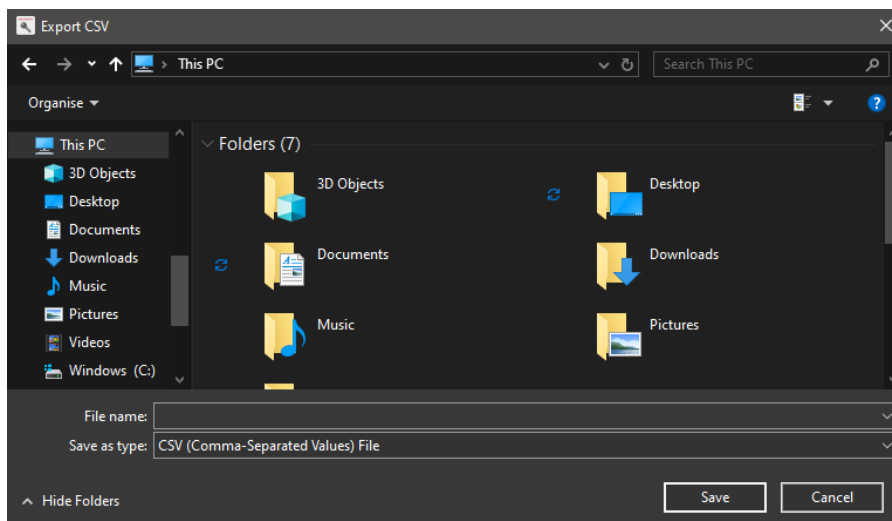 Export CSV
This PC
Search This PC
Organise
This PC
3D Objects
Desktop
Documents
Downloads
Music
Pictures
Videos
Windows (C:)
Folders (7)
3D Objects
Desktop
Documents
Downloads
Music
Pictures
File name:
Save as type: CSV (Comma-Separated Values) File
Hide Folders
Save
Cancel